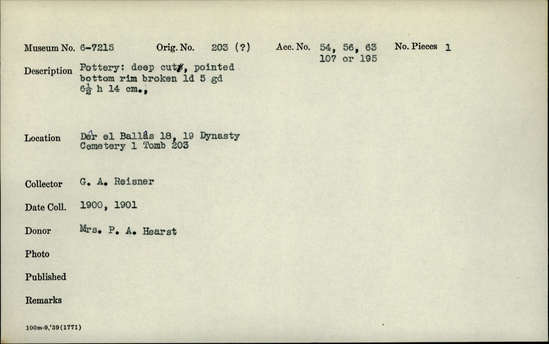 Museum No. 6-7215 Orig. No. 203 (?) Acc. No. 54, 56, 63 No. Pieces 1
107 or 195
Description Pottery: deep cut, pointed
bottom rim broken ld 5 gd
6½ h 14 cm.,
Location Der el Ballâs 18, 19 Dynasty
Cemetery 1 Tomb 203
Collector G. A. Reisner
Date Coll. 1900, 1901
Donor Mrs. P. A. Hearst
Photo
Published
Remarks
100m-9,'39(1771)